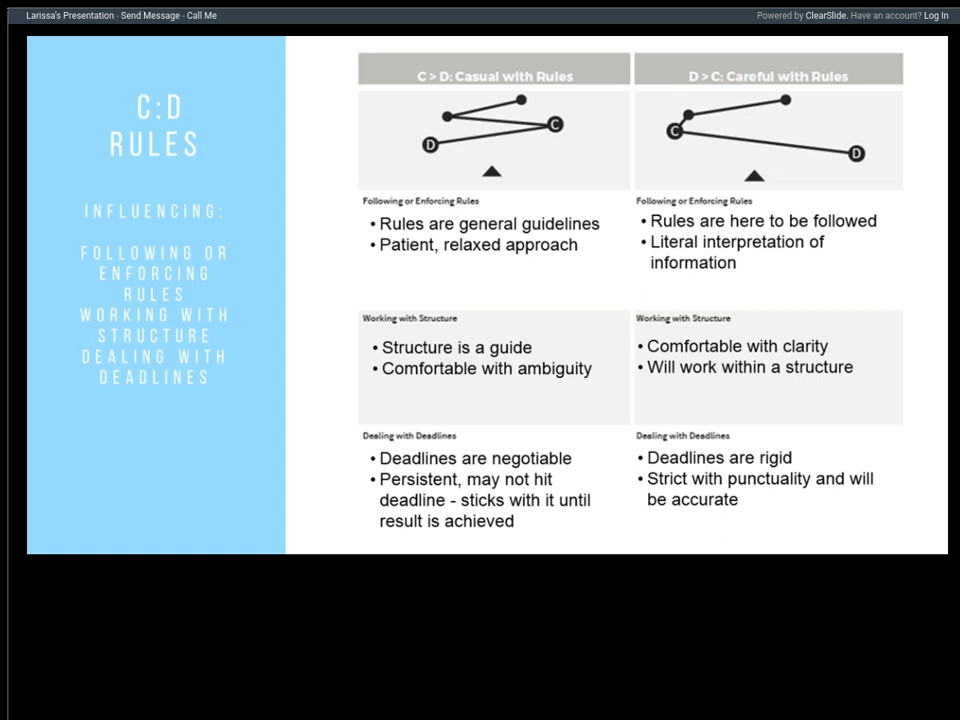 Larissa's Presentation - Send Message - Call Me
Powered by ClearSlide. Have an account? Log In
C:D
RULES
INFLUENCING:
FOLLOWING OR
ENFORCING
RULES
WORKING WITH
STRUCTURE
DEALING WITH
DEADLINES
C > D: Casual with Rules
D > C: Careful with Rules
C
D
C
D
Following or Enforcing Rules
• Rules are general guidelines
• Patient, relaxed approach
Following or Enforcing Rules
• Rules are here to be followed
• Literal interpretation of
information
Working with Structure
• Structure is a guide
• Comfortable with ambiguity
Working with Structure
• Comfortable with clarity
• Will work within a structure
Dealing with Deadlines
• Deadlines are negotiable
• Persistent, may not hit
deadline - sticks with it until
result is achieved
Dealing with Deadlines
• Deadlines are rigid
• Strict with punctuality and will
be accurate